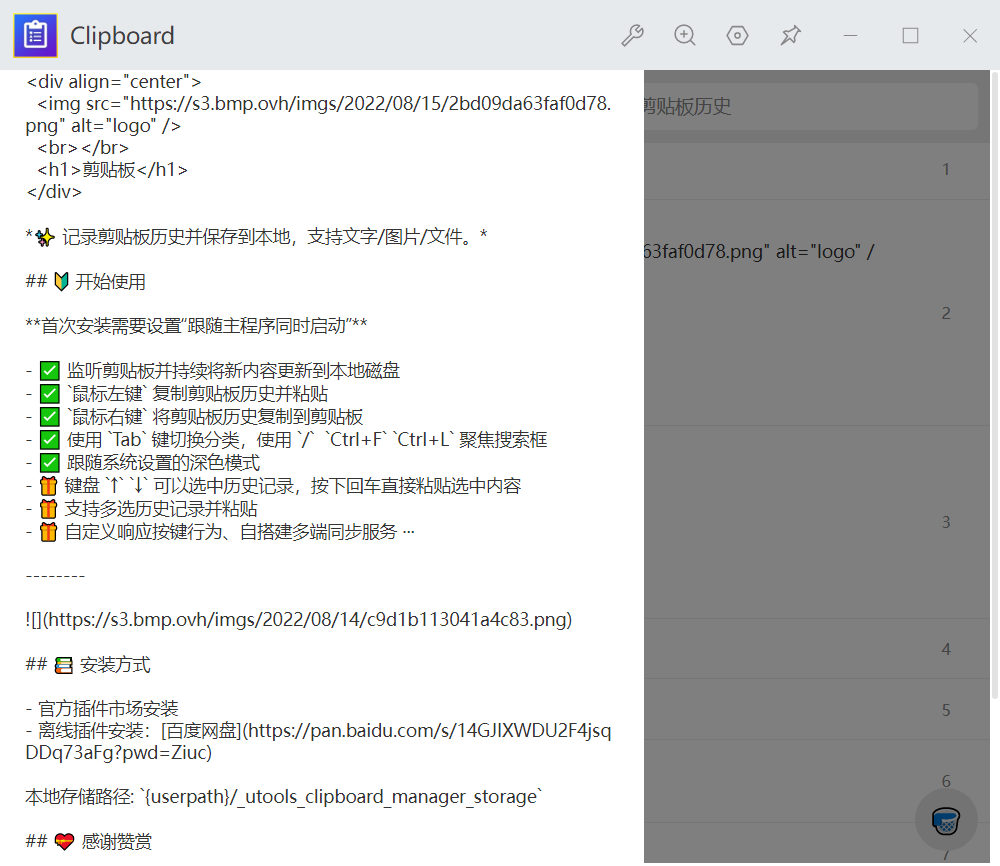 Clipboard
<div align="center">
<img src="https://s3.bmp.ovh/imgs/2022/08/15/2bd09da63faf0d78.
png" alt="logo" />
<br></br>
<h1>剪贴板</h1>
</div>
*✨ 记录剪贴板历史并保存到本地，支持文字/图片/文件。*
## 🔰 开始使用
**首次安装需要设置“跟随主程序同时启动”**
- ✅ 监听剪贴板并持续将新内容更新到本地磁盘
- ✅ `鼠标左键` 复制剪贴板历史并粘贴
- ✅ `鼠标右键` 将剪贴板历史复制到剪贴板
- ✅ 使用 `Tab` 键切换分类，使用 `/` `Ctrl+F` `Ctrl+L` 聚焦搜索框
- ✅ 跟随系统设置的深色模式
- 🎁 键盘 `↑` `↓` 可以选中历史记录，按下回车直接粘贴选中内容
- 🎁 支持多选历史记录并粘贴
- 🎁 自定义响应按键行为、自搭建多端同步服务 ···
--------
![](https://s3.bmp.ovh/imgs/2022/08/14/c9d1b113041a4c83.png)
## 📚 安装方式
- 官方插件市场安装
- 离线插件安装：[百度网盘](https://pan.baidu.com/s/14GJIXWDU2F4jsq
DDq73aFg?pwd=Ziuc)
本地存储路径: `{userpath}/_utools_clipboard_manager_storage`
## 💝 感谢赞赏
剪贴板历史
1
63faf0d78.png" alt="logo" /
2
3
4
5
6
7